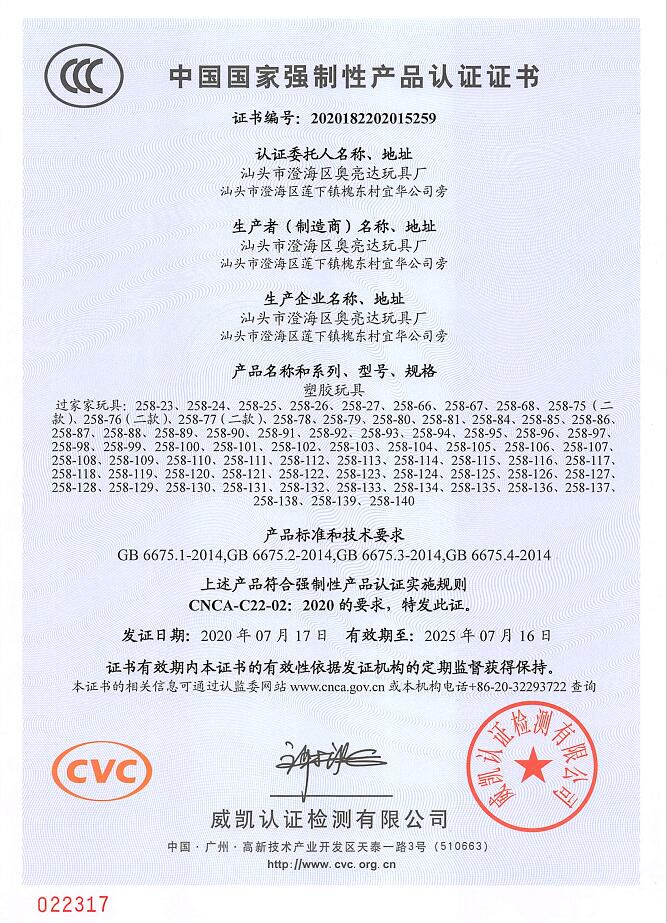 CCC
中国国家强制性产品认证证书
证书编号：2020182202015259
认证委托人名称、地址
汕头市澄海区奥亮达玩具厂
汕头市澄海区莲下镇槐东村宜华公司旁
生产者（制造商）名称、地址
汕头市澄海区奥亮达玩具厂
汕头市澄海区莲下镇槐东村宜华公司旁
生产企业名称、地址
汕头市澄海区奥亮达玩具厂
汕头市澄海区莲下镇槐东村宜华公司旁
产品名称和系列、型号、规格
塑胶玩具
过家家玩具：258-23、258-24、258-25、258-26、258-27、258-66、258-67、258-68、258-75（二
款）、258-76（二款）、258-77（二款）、258-78、258-79、258-80、258-81、258-84、258-85、258-86、
258-87、258-88、258-89、258-90、258-91、258-92、258-93、258-94、258-95、258-96、258-97、
258-98、258-99、258-100、258-101、258-102、258-103、258-104、258-105、258-106、258-107、
258-108、258-109、258-110、258-111、258-112、258-113、258-114、258-115、258-116、258-117、
258-118、258-119、258-120、258-121、258-122、258-123、258-124、258-125、258-126、258-127、
258-128、258-129、258-130、258-131、258-132、258-133、258-134、258-135、258-136、258-137、
258-138、258-139、258-140
产品标准和技术要求
GB 6675.1-2014,GB 6675.2-2014,GB 6675.3-2014,GB 6675.4-2014
上述产品符合强制性产品认证实施规则
CNCA-C22-02：2020 的要求，特发此证。
发证日期：2020 年 07 月 17 日 有效期至：2025 年 07 月 16 日
证书有效期内本证书的有效性依据发证机构的定期监督获得保持。
本证书的相关信息可通过认监委网站 www.cnca.gov.cn 或本机构电话+86-20-32293722 查询
CVC
威凯认证检测有限公司
威凯认证检测有限公司
中国·广州·高新技术产业开发区天泰一路3号（510663）
http://www.cvc.org.cn
022317